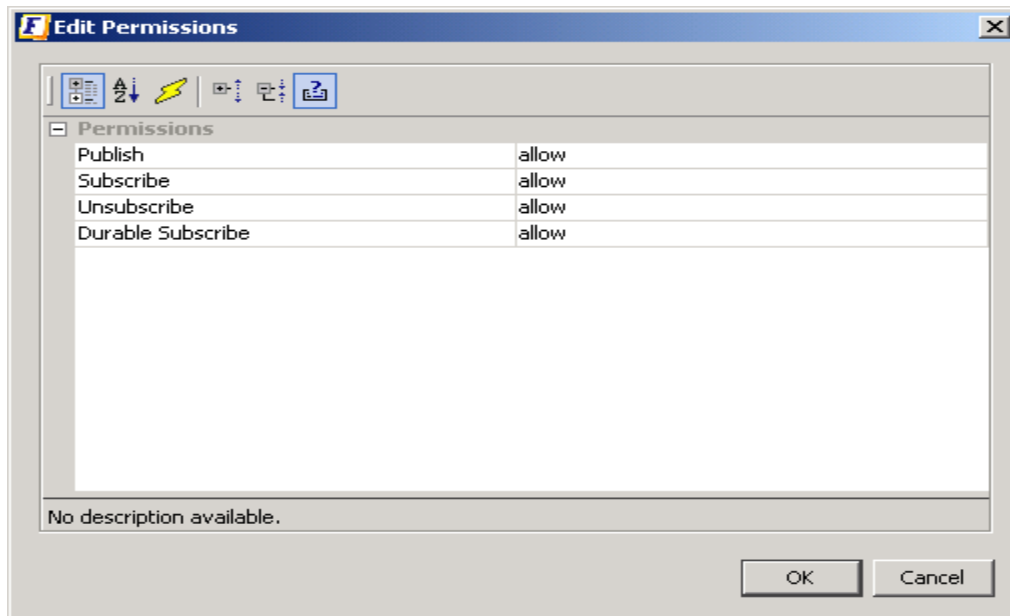 Edit Permissions
Permissions
Publish allow
Subscribe allow
Unsubscribe allow
Durable Subscribe allow
No description available.
OK Cancel